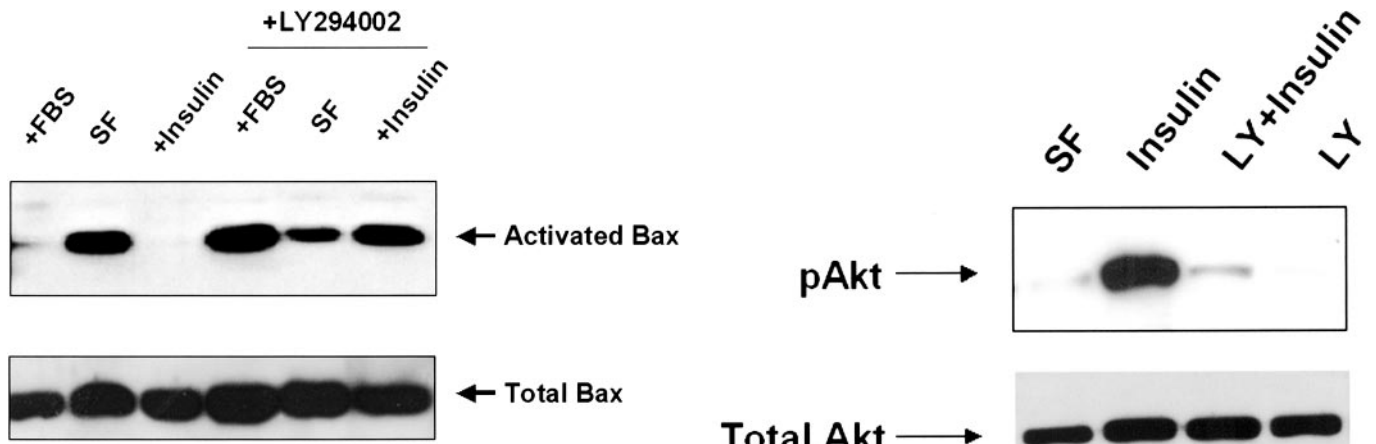 +LY294002
+FBS SF +Insulin +FBS SF +Insulin
Activated Bax
Total Bax
SF Insulin LY+Insulin LY
pAkt
Total Akt